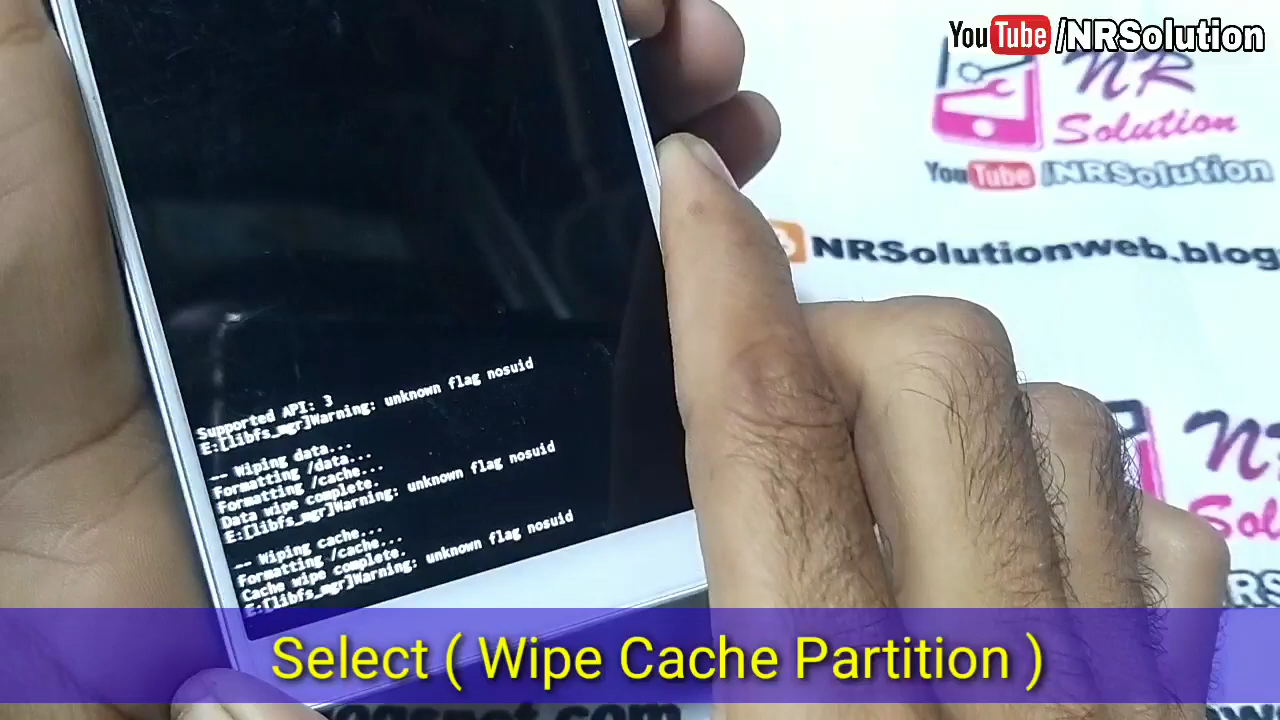 YouTube /NRSolution
NR
Solution
YouTube /NRSolution
NRSolutionweb.blog
Supported API: 3
E:[libfs_mgr]Warning: unknown flag nosuid
-- Wiping data...
Formatting /data...
Formatting /cache...
Data wipe complete.
E:[libfs_mgr]Warning: unknown flag nosuid
-- Wiping cache...
Formatting /cache...
Cache wipe complete.
E:[libfs_mgr]Warning: unknown flag nosuid
Select ( Wipe Cache Partition )